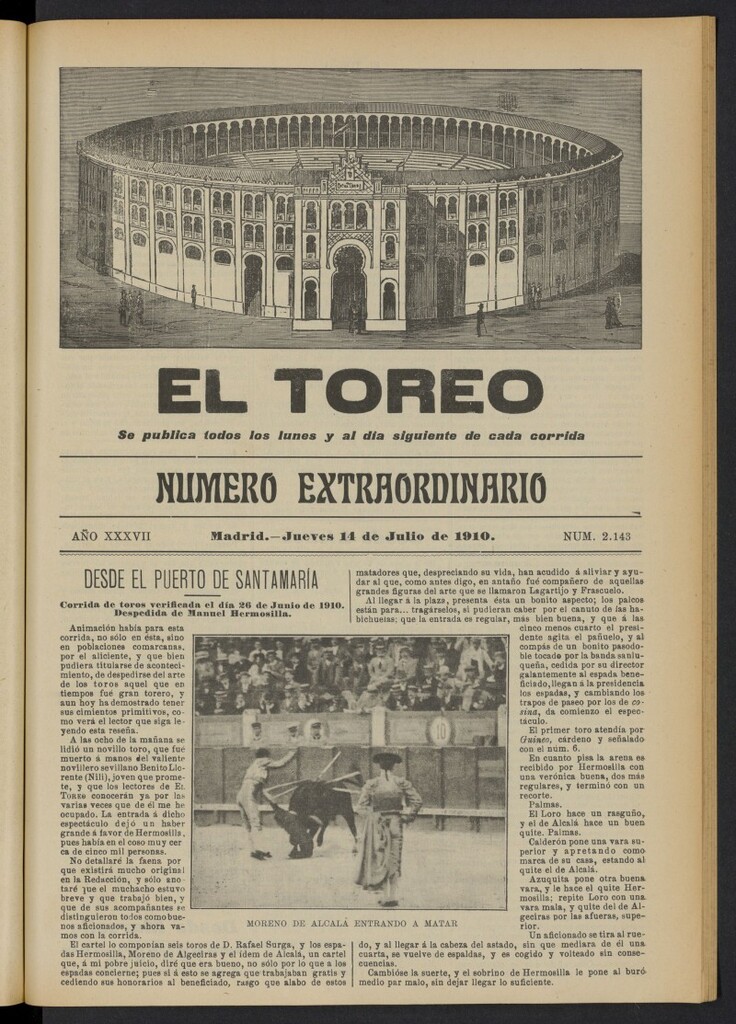 EL TOREO
Se publica todos los lunes y al día siguiente de cada corrida
NUMERO EXTRAORDINARIO
AÑO XXXVII
Madrid.—Jueves 14 de Julio de 1910.
NUM. 2.143
DESDE EL PUERTO DE SANTAMARÍA
Corrida de toros verificada el día 26 de Junio de 1910.
Despedida de Manuel Hermosilla.
Animación había para esta
corrida, no sólo en ésta, sino
en poblaciones comarcanas,
por el aliciente, y que bien
pudiera titularse de aconteci-
miento, de despedirse del arte
de los toros aquel que en
tiempos fué gran torero, y
aun hoy ha demostrado tener
sus cimientos primitivos, co-
mo verá el lector que siga le-
yendo esta reseña.
A las ocho de la mañana se
lidió un novillo toro, que fué
muerto á manos del valiente
novillero sevillano Benito Llo-
rente (Nili), joven que prome-
te, y que los lectores de EL
TOREO conocerán ya por las
varias veces que de él me he
ocupado. La entrada á dicho
espectáculo dejó un haber
grande á favor de Hermosilla,
pues había en el coso muy cer
ca de cinco mil personas.
No detallaré la faena por
que existirá mucho original
en la Redacción, y sólo ano-
taré que el muchacho estuvo
breve y que trabajó bien, y
que de sus acompañantes se
distinguieron todos como bue-
nos aficionados, y ahora va-
mos con la corrida.
El cartel lo componían seis toros de D. Rafael Surga, y los espa-
das Hermosilla, Moreno de Algeciras y el ídem de Alcalá, un cartel
que, á mi pobre juicio, diré que era bueno, no sólo por lo que a los
espadas concierne; pues si á esto se agrega que trabajaban gratis y
cediendo sus honorarios al beneficiado, rasgo que alabo de estos
matadores que, despreciando su vida, han acudido á aliviar y ayu-
dar al que, como antes digo, en antaño fué compañero de aquellas
grandes figuras del arte que se llamaron Lagartijo y Frascuelo.
Al llegar á la plaza, presenta ésta un bonito aspecto; los palcos
están para... tragárselos, si pudieran caber por el canuto de las ha-
bichuelas; que la entrada es regular, más bien buena, y que á las
cinco menos cuarto el presi-
dente agita el pañuelo, y al
compás de un bonito pasodo-
ble tocado por la banda sanlu-
queña, cedida por su director
galantemente al espada bene-
ficiado, llegan á la presidencia
los espadas, y cambiando los
trapos de paseo por los de co-
sina, da comienzo el espec-
táculo.
El primer toro atendía por
Guineo, cárdeno y señalado
con el núm. 6.
En cuanto pisa la arena es
recibido por Hermosilla con
una verónica buena, dos más
regulares, y terminó con un
recorte.
Palmas.
El Loro hace un rasguño,
y el de Alcalá hace un buen
quite. Palmas.
Calderón pone una vara su-
perior y apretando como
marca de su casa, estando al
quite el de Alcalá.
Azuquita pone otra buena
vara, y le hace el quite Her-
mosilla; repite Loro con una
vara mala, y quite del de Al-
geciras por las afueras, supe-
rior.
Un aficionado se tira al rue-
do, y al llegar á la cabeza del astado, sin que mediara de él una
cuarta, se vuelve de espaldas, y es cogido y volteado sin conse-
cuencias.
Cambióse la suerte, y el sobrino de Hermosilla le pone al buró
medio par malo, sin dejar llegar lo suficiente.
10
MORENO DE ALCALÁ ENTRANDO A MATAR